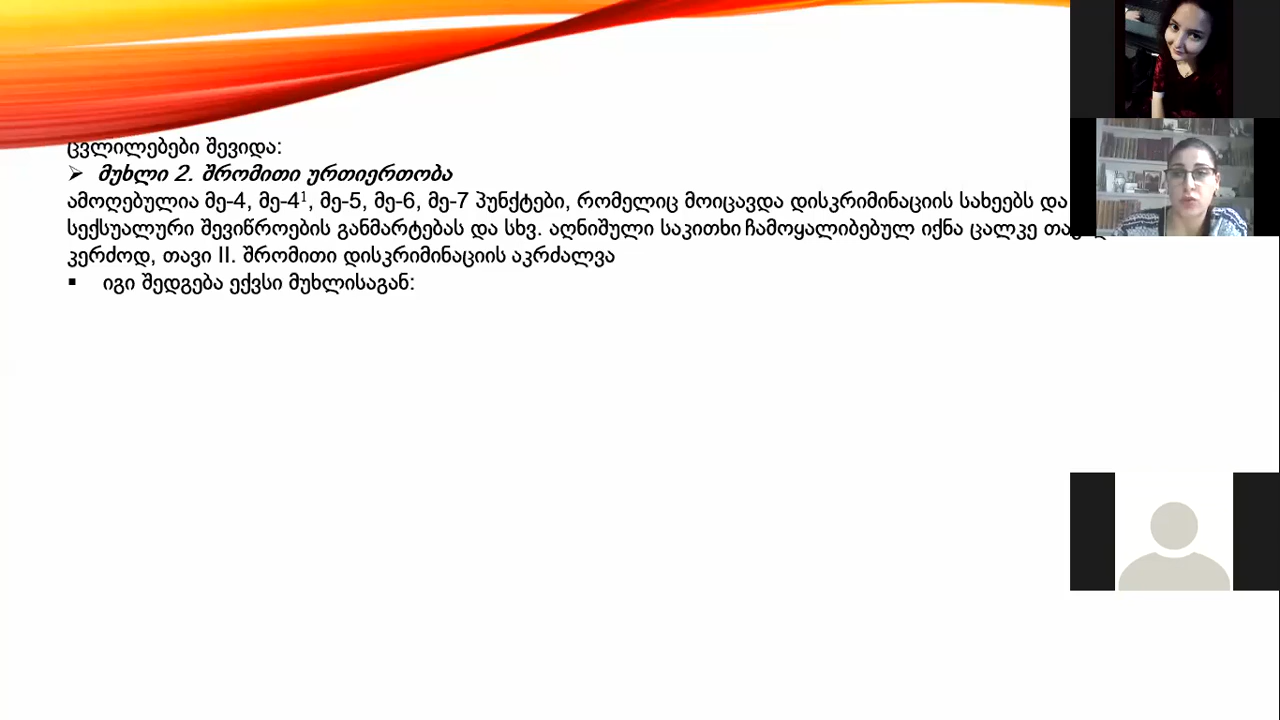 ცვლილებები შევიდა:
➢ მუხლი 2. შრომითი ურთიერთობა
ამოღებულია მე-4, მე-4¹, მე-5, მე-6, მე-7 პუნქტები, რომელიც მოიცავდა დისკრიმინაციის სახეებს და
სექსუალური შევიწროების განმარტებას და სხვ. აღნიშული საკითხი ჩამოყალიბებულ იქნა ცალკე
კერძოდ, თავი II. შრომითი დისკრიმინაციის აკრძალვა
▪ იგი შედგება ექვსი მუხლისაგან: